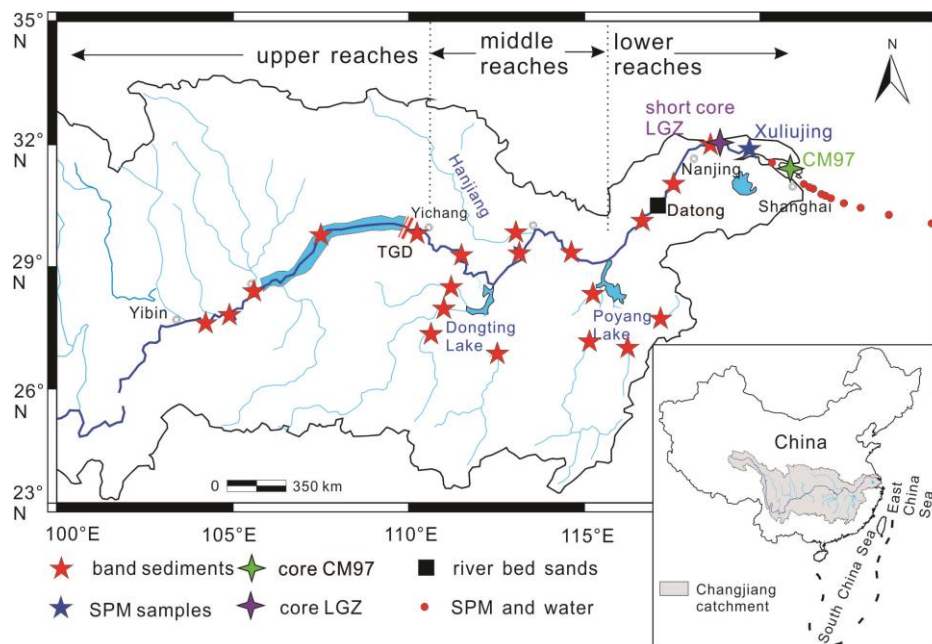 35°
N
32°
N
29°
N
26°
N
23°
N
100°E
105°E
110°E
115°E
upper reaches
middle
reaches
lower
reaches
N
short core
LGZ
Xuliujing
CM97
Nanjing
Shanghai
Datong
Hanjiang
Yichang
TGD
Yibin
Dongting
Lake
Poyang
Lake
0 350 km
China
East China Sea
South China Sea
Changjiang
catchment
band sediments
core CM97
river bed sands
SPM samples
core LGZ
SPM and water